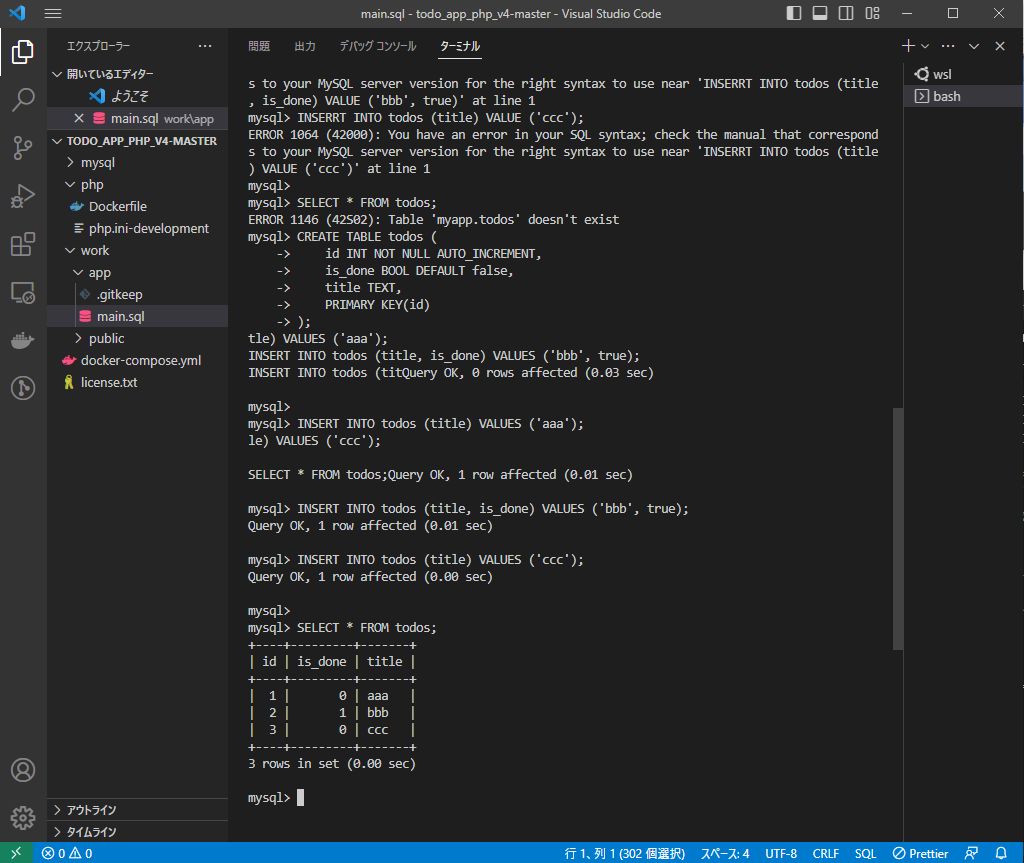 main.sql - todo_app_php_v4-master - Visual Studio Code
エクスプローラー
開いているエディター
ようこそ
main.sql work\app
TODO_APP_PHP_V4-MASTER
mysql
php
Dockerfile
php.ini-development
work
app
.gitkeep
main.sql
public
docker-compose.yml
license.txt
アウトライン
タイムライン
問題 出力 デバッグ コンソール ターミナル
s to your MySQL server version for the right syntax to use near 'INSERRT INTO todos (title
, is_done) VALUE ('bbb', true)' at line 1
mysql> INSERRT INTO todos (title) VALUE ('ccc');
ERROR 1064 (42000): You have an error in your SQL syntax; check the manual that correspond
s to your MySQL server version for the right syntax to use near 'INSERRT INTO todos (title
) VALUE ('ccc')' at line 1
mysql>
mysql> SELECT * FROM todos;
ERROR 1146 (42S02): Table 'myapp.todos' doesn't exist
mysql> CREATE TABLE todos (
    ->     id INT NOT NULL AUTO_INCREMENT,
    ->     is_done BOOL DEFAULT false,
    ->     title TEXT,
    ->     PRIMARY KEY(id)
    -> );
tle) VALUES ('aaa');
INSERT INTO todos (title, is_done) VALUES ('bbb', true);
INSERT INTO todos (titQuery OK, 0 rows affected (0.03 sec)
mysql>
mysql> INSERT INTO todos (title) VALUES ('aaa');
le) VALUES ('ccc');
SELECT * FROM todos;Query OK, 1 row affected (0.01 sec)
mysql> INSERT INTO todos (title, is_done) VALUES ('bbb', true);
Query OK, 1 row affected (0.01 sec)
mysql> INSERT INTO todos (title) VALUES ('ccc');
Query OK, 1 row affected (0.00 sec)
mysql>
mysql> SELECT * FROM todos;
+----+---------+-------+
| id | is_done | title |
+----+---------+-------+
|  1 |       0 | aaa   |
|  2 |       1 | bbb   |
|  3 |       0 | ccc   |
+----+---------+-------+
3 rows in set (0.00 sec)
mysql>
wsl
bash
0 0 行 1、列 1 (302 個選択) スペース: 4 UTF-8 CRLF SQL Prettier